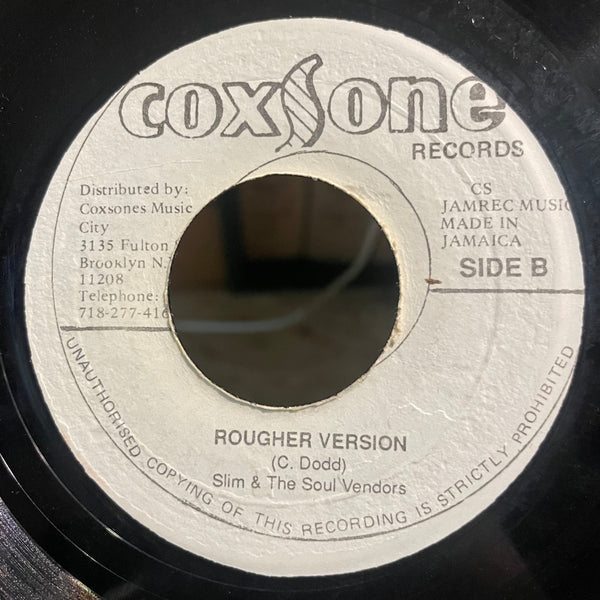 coxsone
RECORDS
Distributed by:
Coxsones Music
City
3135 Fulton
Brooklyn N.
11208
Telephone:
718-277-416
CS
JAMREC MUSIC
MADE IN
JAMAICA
SIDE B
ROUGHER VERSION
(C. Dodd)
Slim & The Soul Vendors
UNAUTHORISED COPYING OF THIS RECORDING IS STRICTLY PROHIBITED